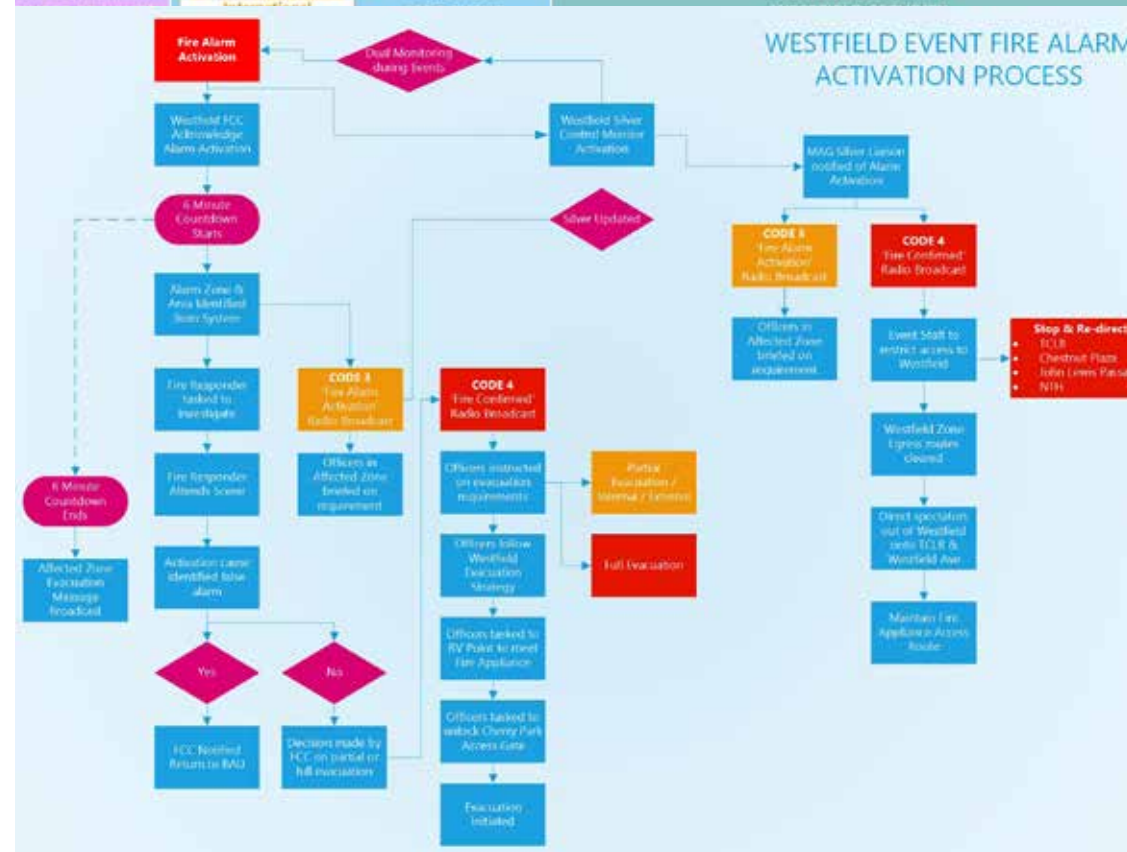 International
WESTFIELD EVENT FIRE ALARM
ACTIVATION PROCESS
Fire Alarm
Activation
Dual Monitoring
during Events
Westfield FCC
Acknowledge
Alarm Activation
Westfield Silver
Control Monitor
Activation
MAG Silver Liaison
notified of Alarm
Activation
6 Minute
Countdown
Starts
Silver Updated
CODE 3
'Fire Alarm
Activation'
Radio Broadcast
CODE 4
'Fire Confirmed'
Radio Broadcast
Alarm Zone &
Area Identified
from System
Officers in
Affected Zone
briefed on
requirement
Event Staff to
restrict access to
Westfield
Stop & Re-direct
• TCLB
• Chestnut Plaza
• John Lewis Passa
• NTH
Fire Responder
tasked to
investigate
CODE 3
'Fire Alarm
Activation'
Radio Broadcast
CODE 4
'Fire Confirmed'
Radio Broadcast
Westfield Zone
Egress routes
cleared
6 Minute
Countdown
Ends
Fire Responder
Attends Scene
Officers in
Affected Zone
briefed on
requirement
Officers instructed
on evacuation
requirements
Partial
Evacuation /
Internal / External
Direct spectators
out of Westfield
onto TCLB &
Westfield Ave
Affected Zone
Evacuation
Message
Broadcast
Activation cause
identified false
alarm
Officers follow
Westfield
Evacuation
Strategy
Full Evacuation
Maintain Fire
Appliance Access
Route
Yes
No
Officers tasked to
RV Point to meet
Fire Appliance
FCC Notified
Return to BAU
Decision made by
FCC on partial or
full evacuation
Officers tasked to
unlock Cherry Park
Access Gate
Evacuation
Initiated